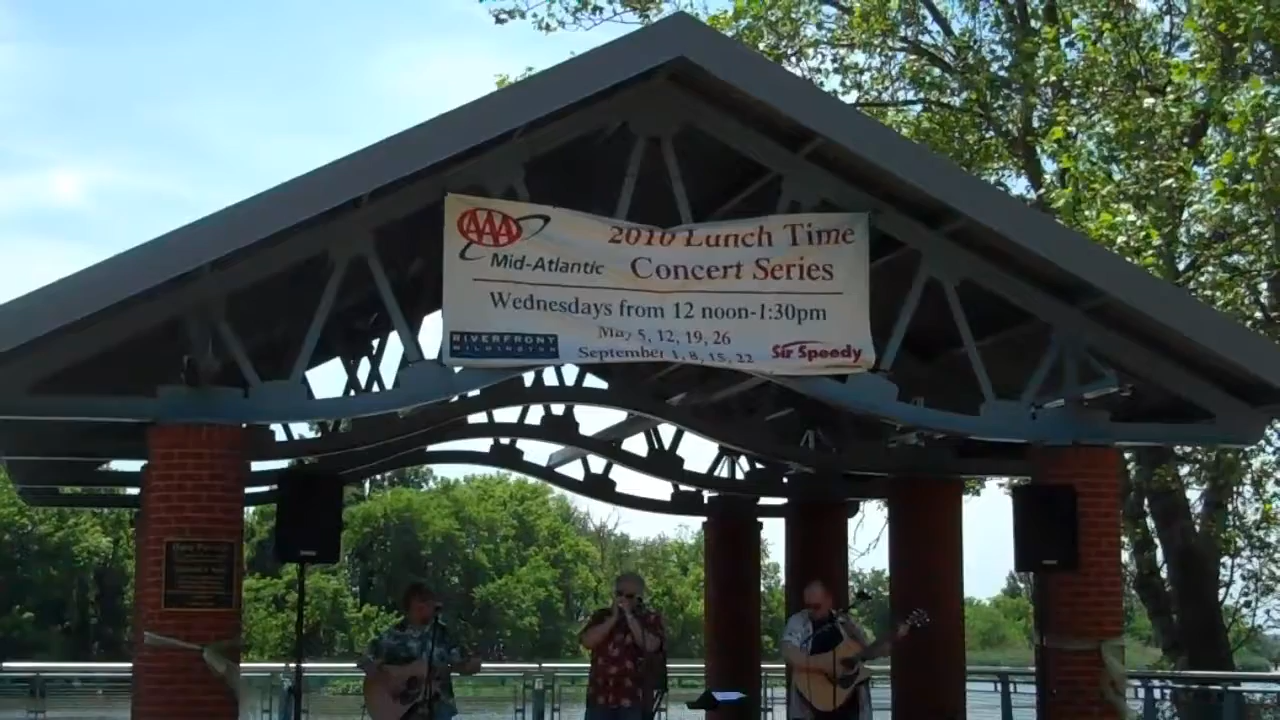 AAA
Mid-Atlantic
2010 Lunch Time
Concert Series
Wednesdays from 12 noon-1:30pm
May 5, 12, 19, 26
September 1, 8, 15, 22
RIVERFRONT
WILMINGTON
Sir Speedy